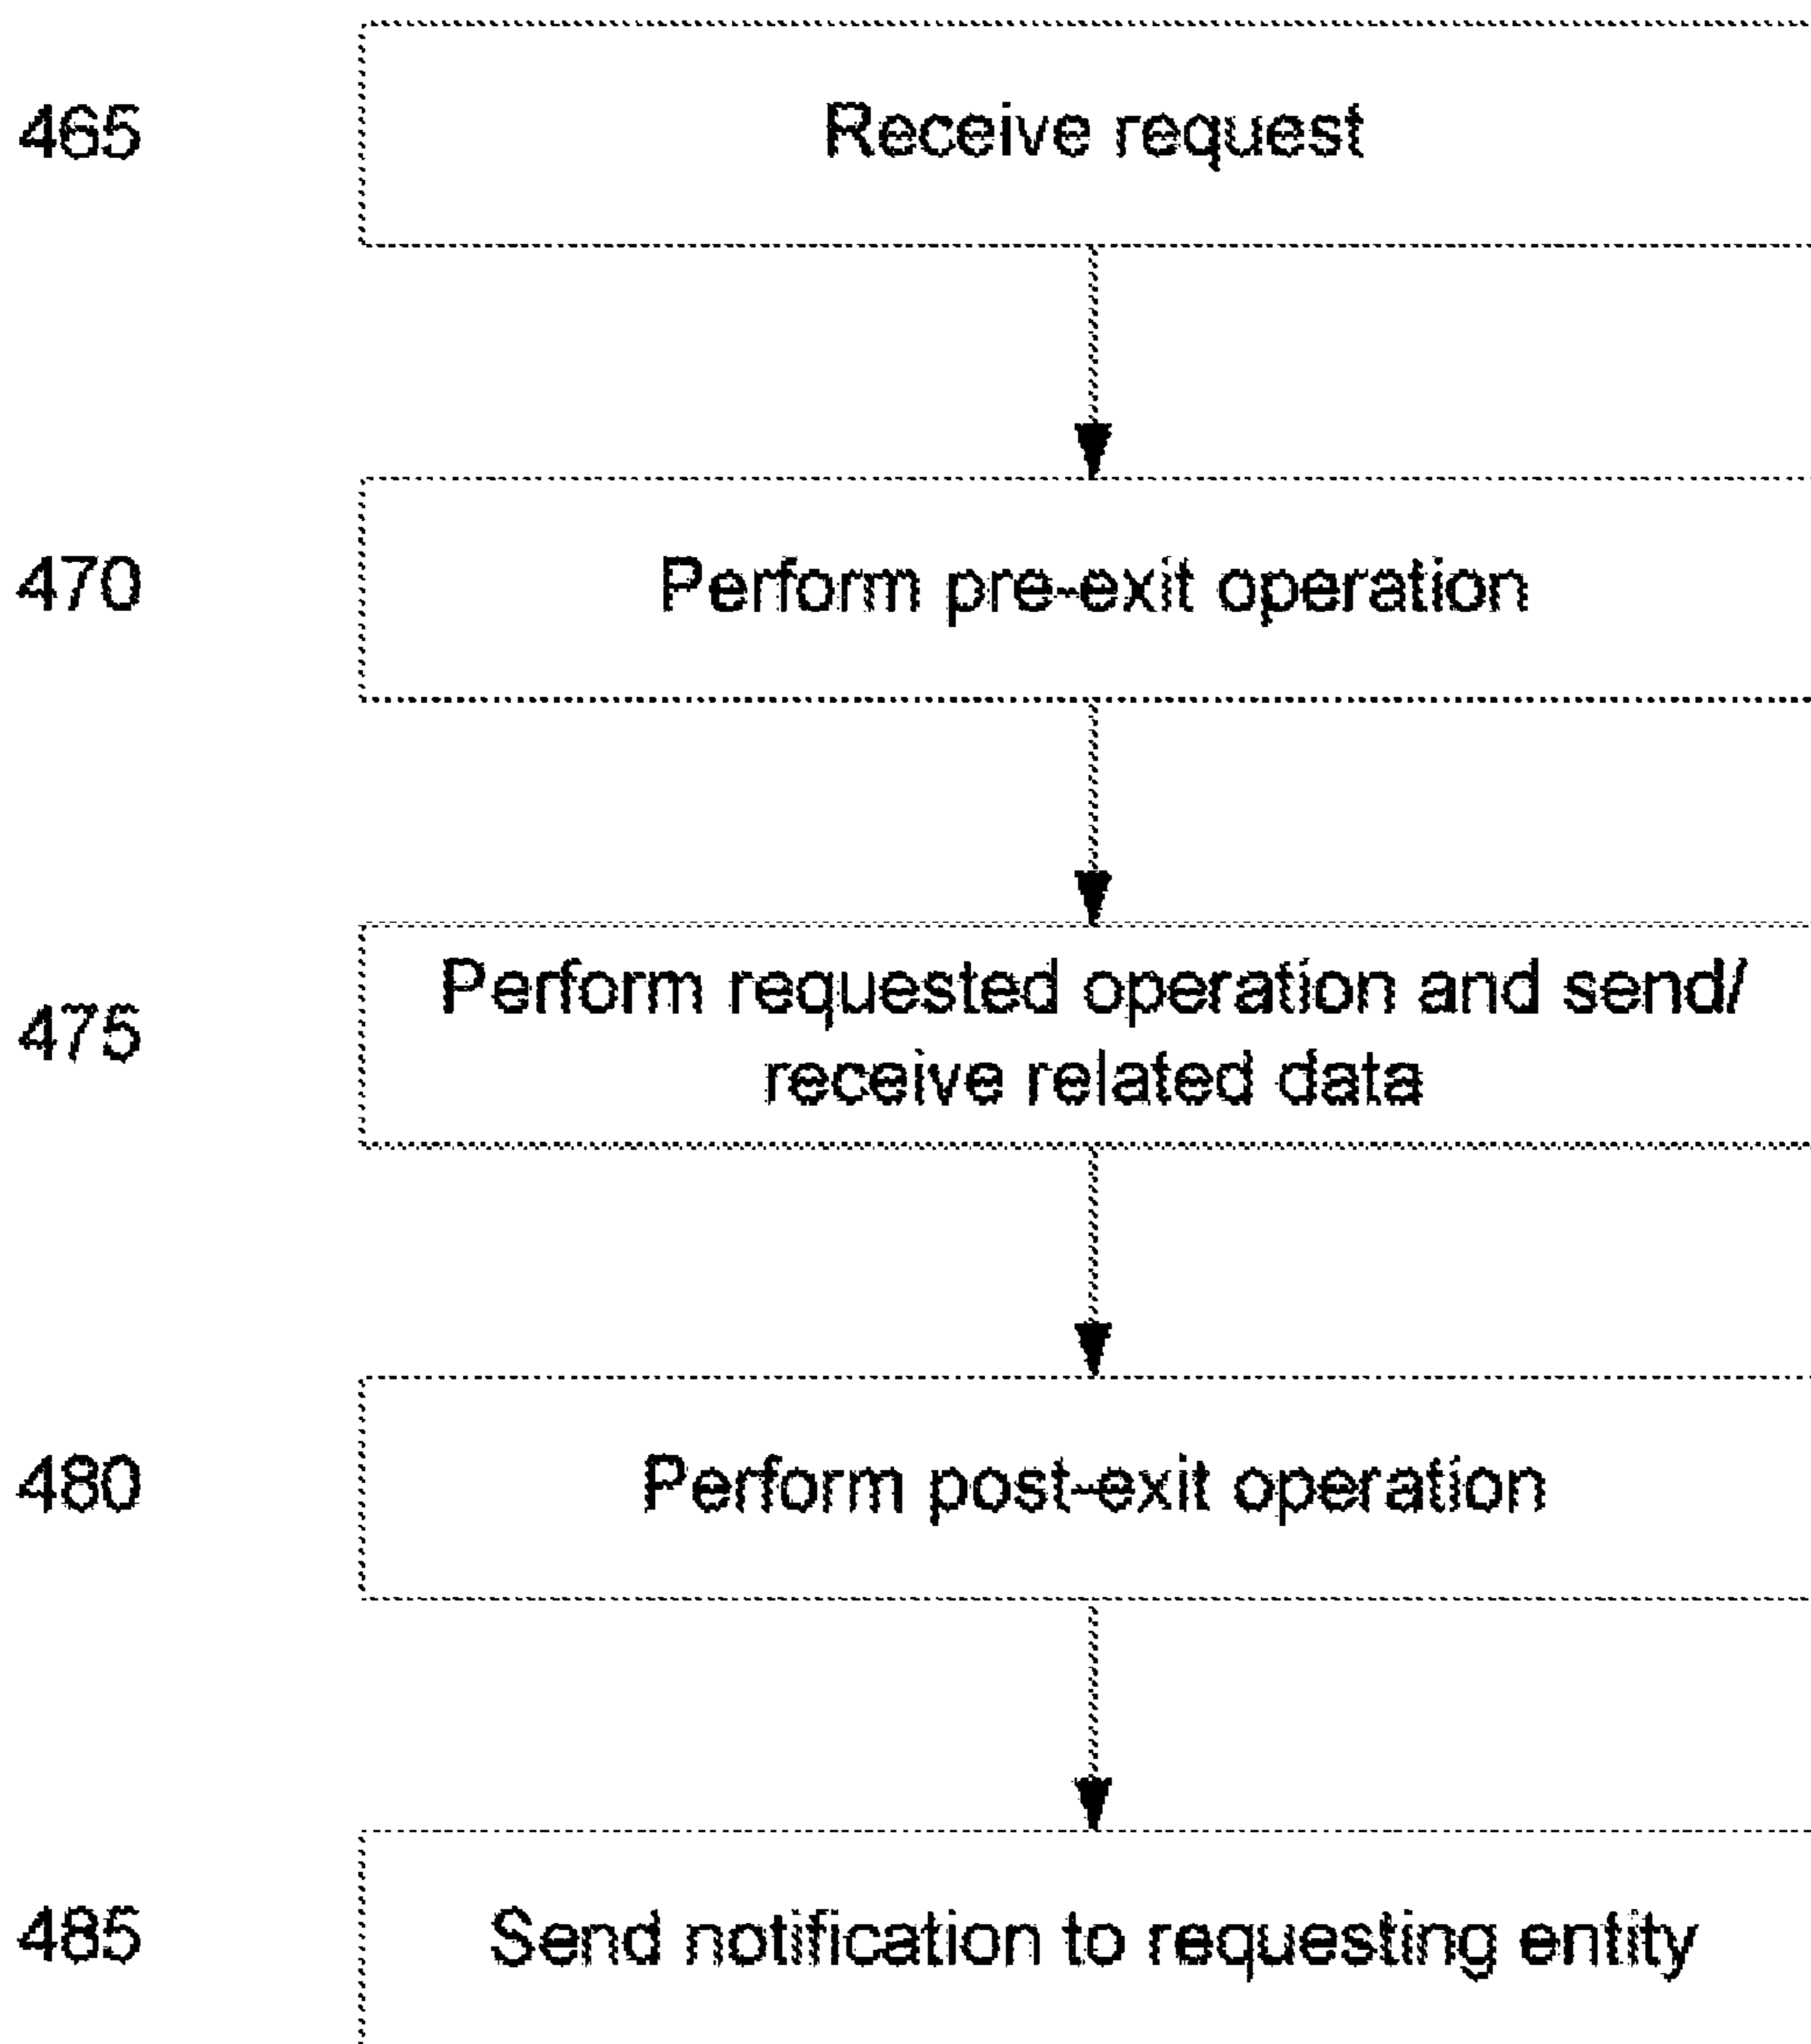 465
Receive request
470
Perform pre-exit operation
475
Perform requested operation and send/
receive related data
480
Perform post-exit operation
485
Send notification to requesting entity